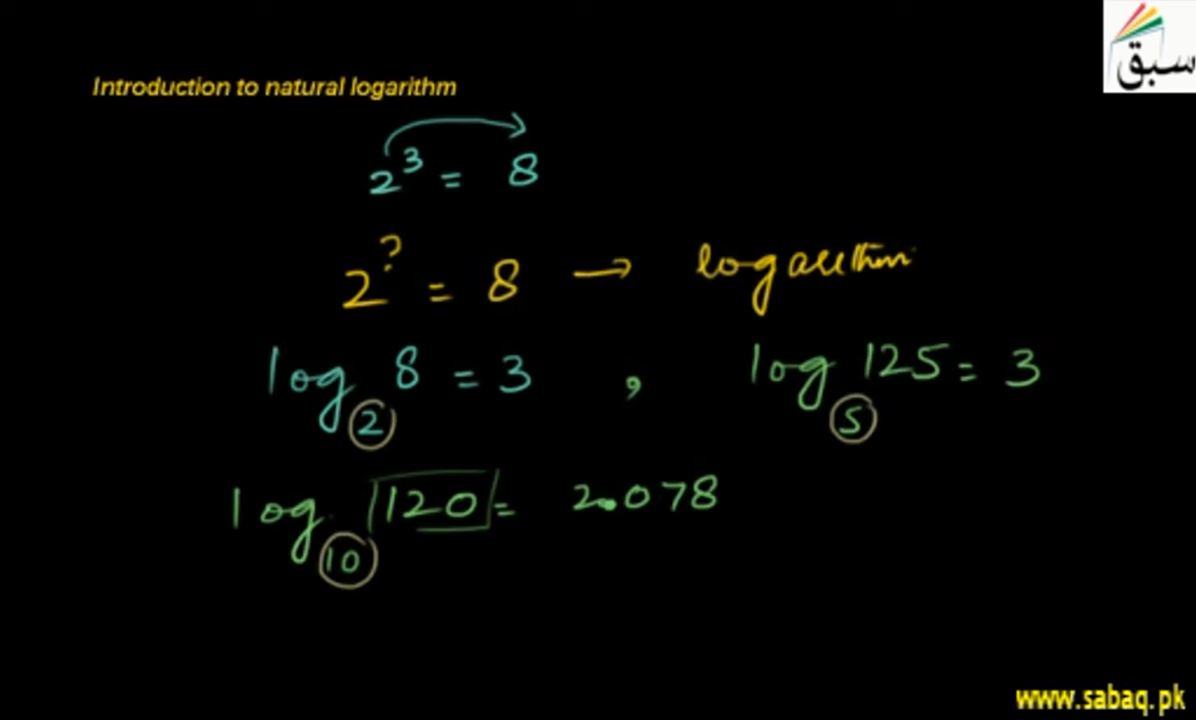 سبق
Introduction to natural logarithm
2³ = 8
2^? = 8 → logarithm
log₂ 8 = 3 , log₅ 125 = 3
log₁₀ 120 = 2.078
www.sabaq.pk